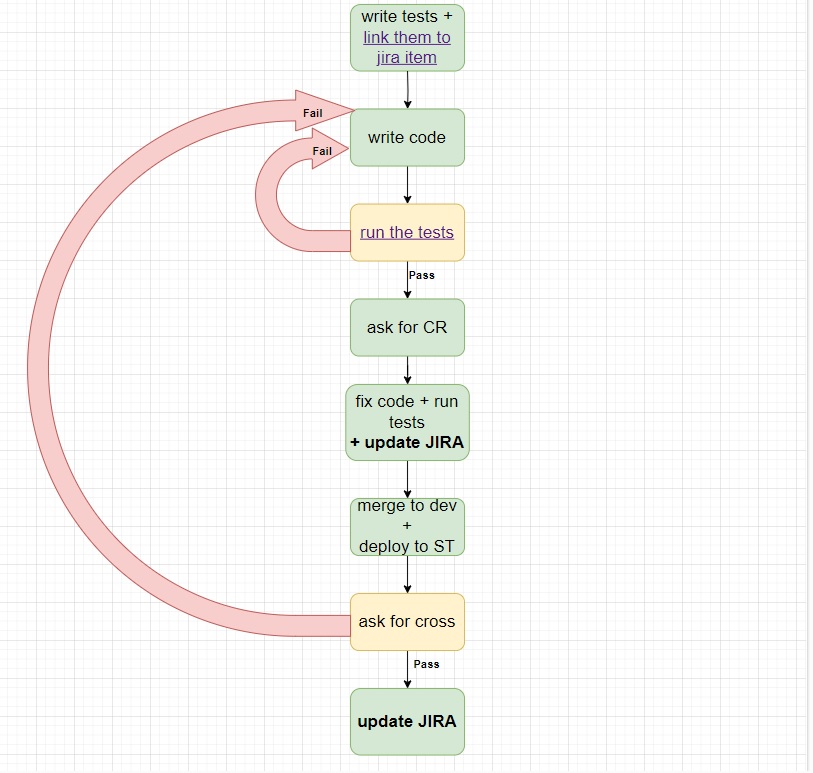 write tests +
link them to
jira item
Fail
write code
Fail
run the tests
Pass
ask for CR
fix code + run
tests
+ update JIRA
merge to dev
+
deploy to ST
ask for cross
Pass
update JIRA